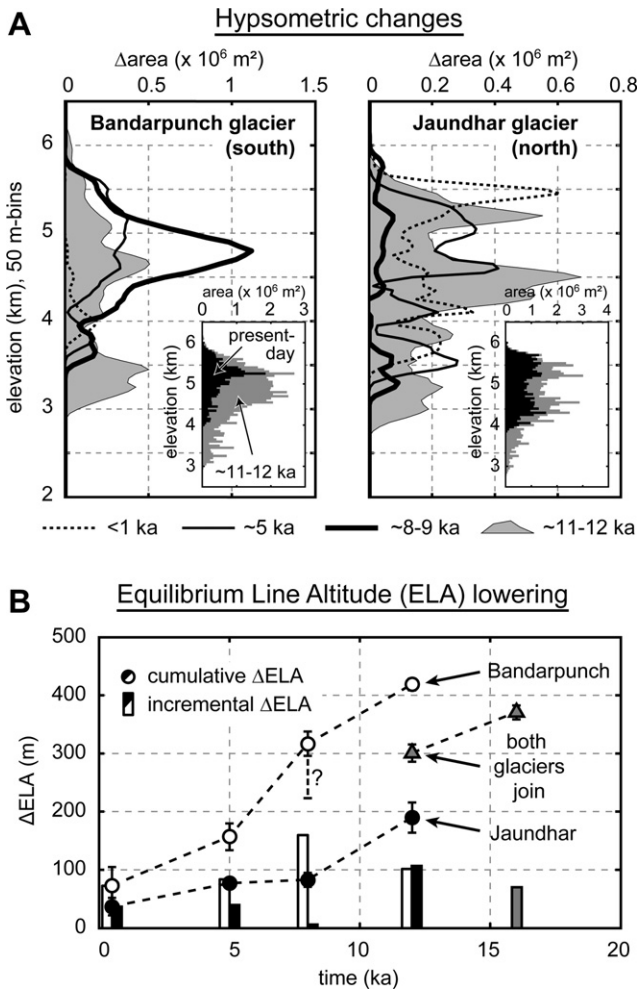 A
Hypsometric changes
Δarea (x 10⁶ m²)
Δarea (x 10⁶ m²)
0 0.5 1 1.5
0 0.2 0.4 0.6 0.8
Bandarpunch glacier
(south)
Jaundhar glacier
(north)
elevation (km), 50 m-bins
6
5
4
3
2
area (x 10⁶ m²)
0 1 2 3
elevation (km)
6
5
4
3
present-
day
~11-12 ka
area (x 10⁶ m²)
0 1 2 3 4
elevation (km)
6
5
4
3
<1 ka
~5 ka
~8-9 ka
~11-12 ka
B
Equilibrium Line Altitude (ELA) lowering
ΔELA (m)
500
400
300
200
100
0
cumulative ΔELA
incremental ΔELA
Bandarpunch
?
both
glaciers
join
Jaundhar
0 5 10 15 20
time (ka)